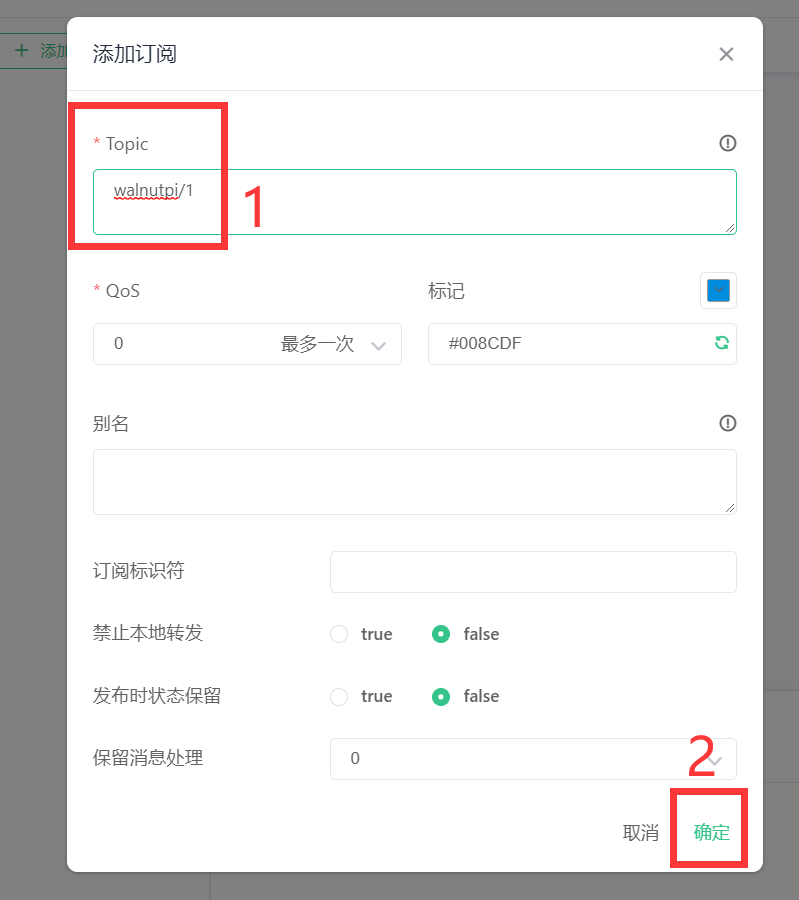 添加订阅
+ 添加
* Topic
walnutpi/1
1
* QoS
标记
0 最多一次
#008CDF
别名
订阅标识符
禁止本地转发 true false
发布时状态保留 true false
保留消息处理 0
2
取消 确定